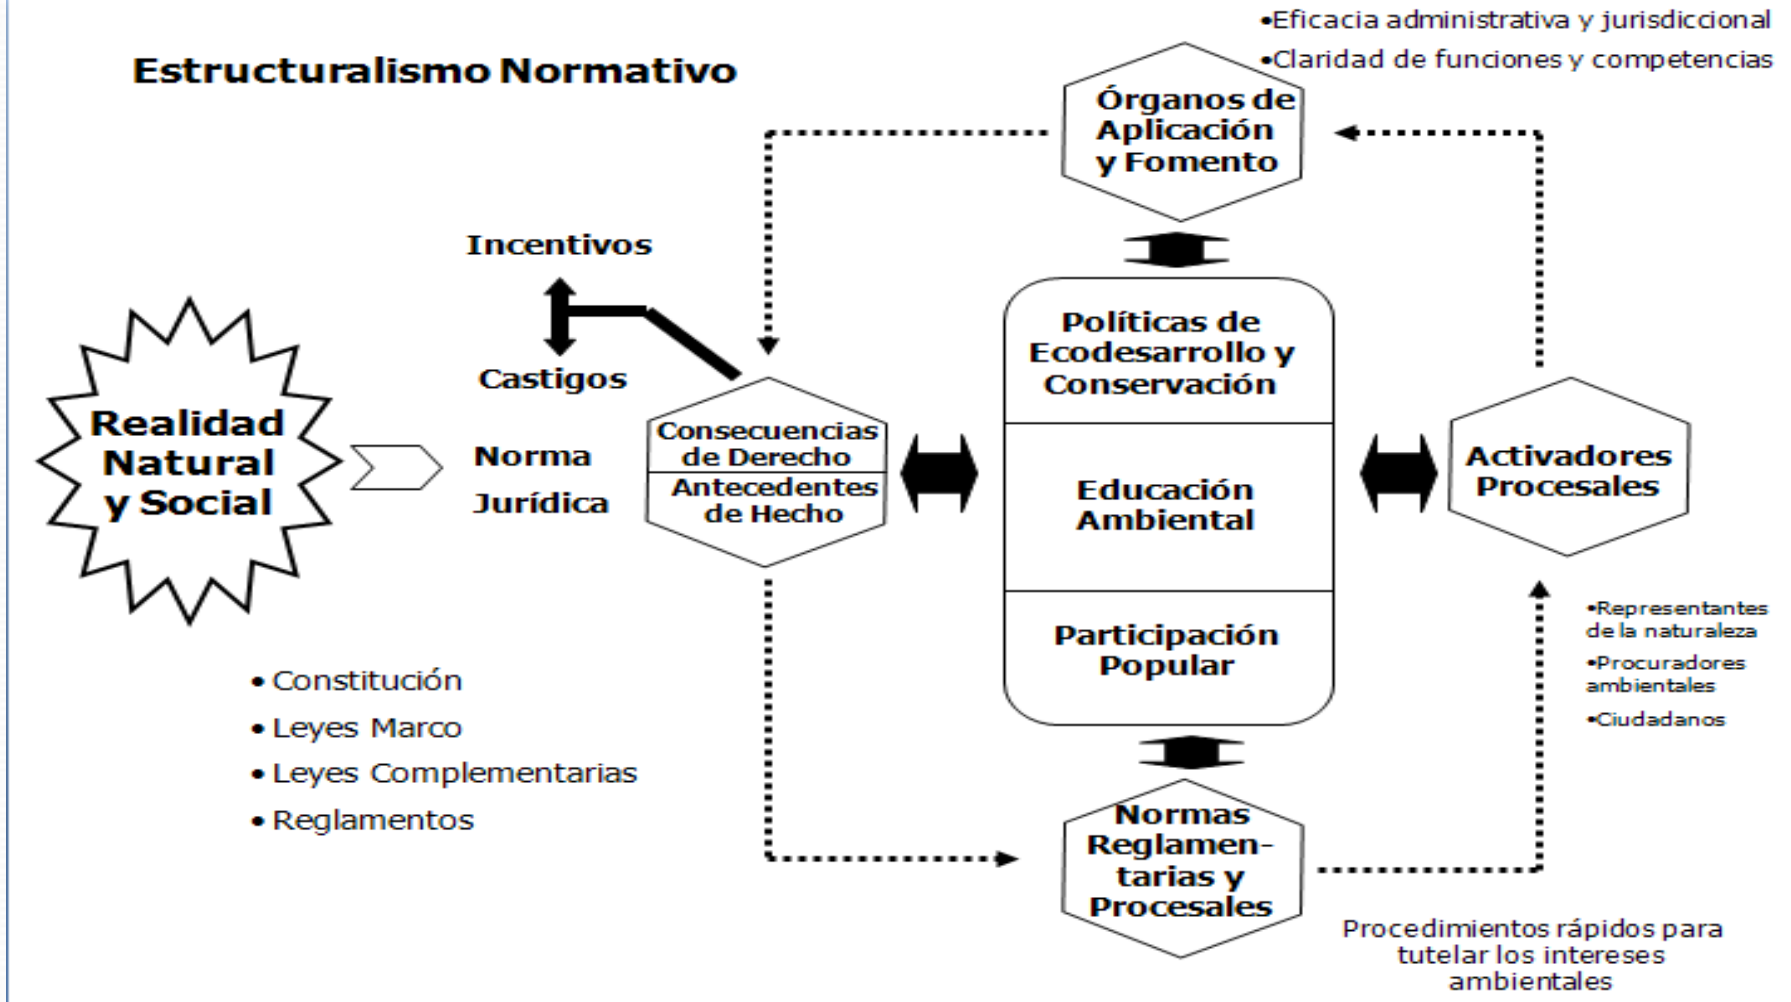 Estructuralismo Normativo
•Eficacia administrativa y jurisdiccional
•Claridad de funciones y competencias
Órganos de
Aplicación
y Fomento
Incentivos
Castigos
Realidad
Natural
y Social
Norma
Jurídica
Consecuencias
de Derecho
Antecedentes
de Hecho
Políticas de
Ecodesarrollo y
Conservación
Educación
Ambiental
Participación
Popular
Activadores
Procesales
•Representantes
de la naturaleza
•Procuradores
ambientales
•Ciudadanos
• Constitución
• Leyes Marco
• Leyes Complementarias
• Reglamentos
Normas
Reglamen-
tarias y
Procesales
Procedimientos rápidos para
tutelar los intereses
ambientales